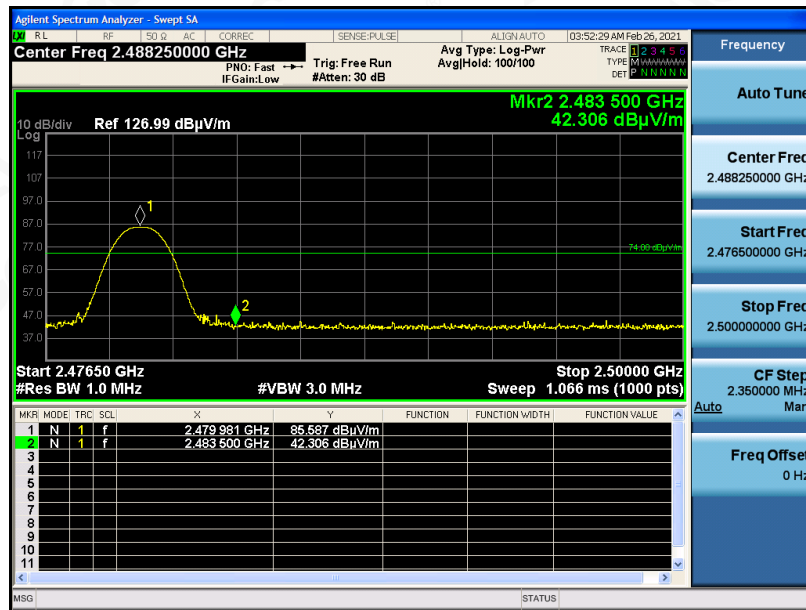 Agilent Spectrum Analyzer - Swept SA
LXI RL RF 50 Ω AC CORREC SENSE:PULSE ALIGN AUTO 03:52:29 AM Feb 26, 2021
Center Freq 2.488250000 GHz
PNO: Fast
IFGain:Low
Trig: Free Run
#Atten: 30 dB
Avg Type: Log-Pwr
Avg|Hold: 100/100
TRACE 1 2 3 4 5 6
TYPE M
DET P N N N N N
Mkr2 2.483 500 GHz
42.306 dBµV/m
10 dB/div Ref 126.99 dBµV/m
Log
117
107
97.0
87.0
77.0
67.0
57.0
47.0
37.0
1
74.00 dBµV/m
2
Start 2.47650 GHz Stop 2.50000 GHz
#Res BW 1.0 MHz #VBW 3.0 MHz Sweep 1.066 ms (1000 pts)
MKR MODE TRC SCL X Y FUNCTION FUNCTION WIDTH FUNCTION VALUE
1 N 1 f 2.479 981 GHz 85.587 dBµV/m
2 N 1 f 2.483 500 GHz 42.306 dBµV/m
3
4
5
6
7
8
9
10
11
MSG STATUS
Frequency
Auto Tune
Center Freq
2.488250000 GHz
Start Freq
2.476500000 GHz
Stop Freq
2.500000000 GHz
CF Step
2.350000 MHz
Auto Man
Freq Offset
0 Hz